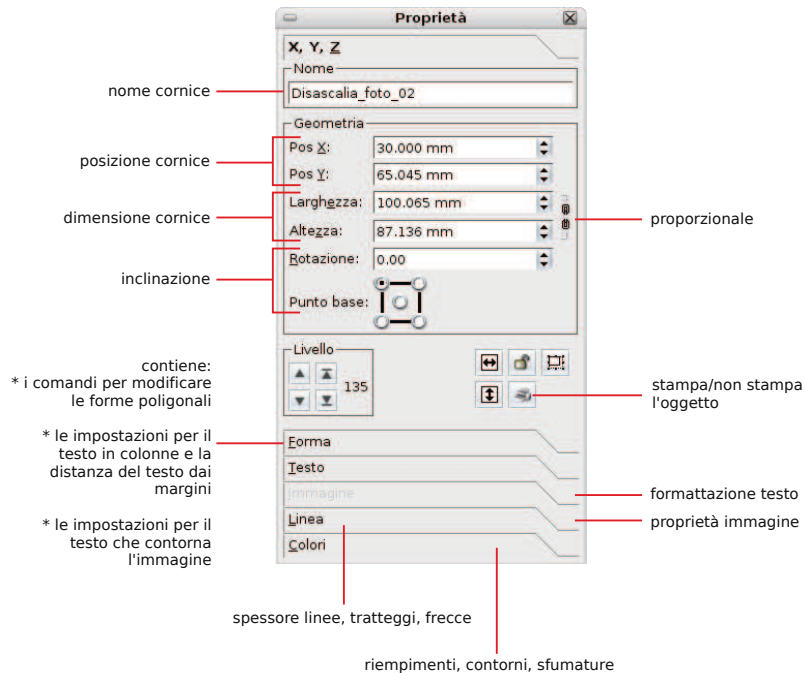 Proprietà
X, Y, Z
Nome
nome cornice
Disascalia_foto_02
Geometria
posizione cornice
Pos X:
30.000 mm
Pos Y:
65.045 mm
dimensione cornice
Larghezza:
100.065 mm
proporzionale
Altezza:
87.136 mm
inclinazione
Rotazione:
0,00
Punto base:
Livello
135
contiene:
* i comandi per modificare
le forme poligonali
stampa/non stampa
l'oggetto
* le impostazioni per il
testo in colonne e la
distanza del testo dai
margini
Forma
Testo
Immagine
formattazione testo
* le impostazioni per il
testo che contorna
l'immagine
Linea
proprietà immagine
Colori
spessore linee, tratteggi, frecce
riempimenti, contorni, sfumature